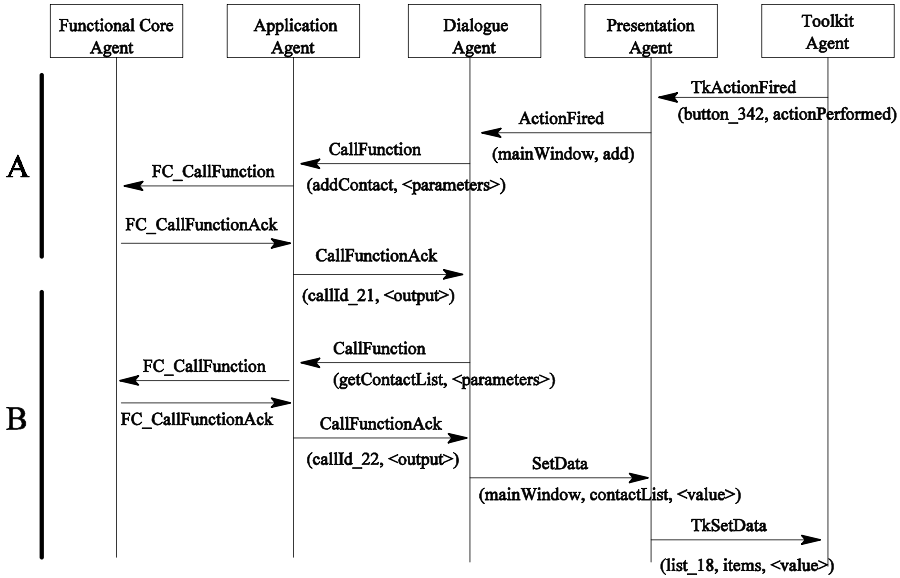 Functional Core
Agent
Application
Agent
Dialogue
Agent
Presentation
Agent
Toolkit
Agent
A
TkActionFired
(button_342, actionPerformed)
ActionFired
(mainWindow, add)
CallFunction
(addContact, <parameters>)
FC_CallFunction
FC_CallFunctionAck
CallFunctionAck
(callId_21, <output>)
B
CallFunction
(getContactList, <parameters>)
FC_CallFunction
FC_CallFunctionAck
CallFunctionAck
(callId_22, <output>)
SetData
(mainWindow, contactList, <value>)
TkSetData
(list_18, items, <value>)